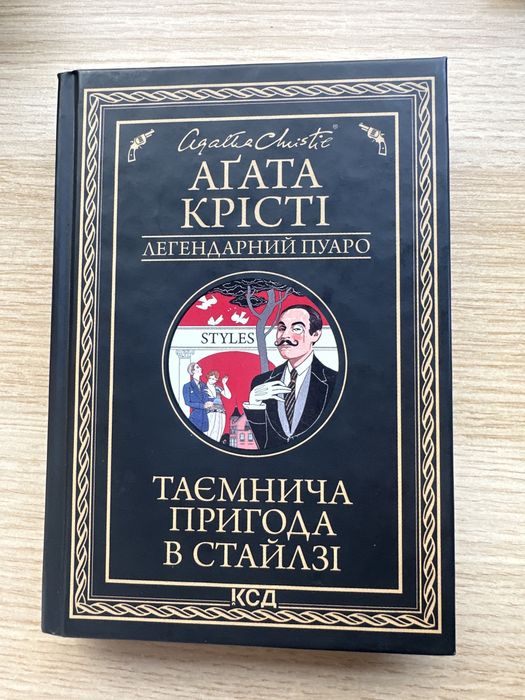 Agatha Christie®
АҐАТА
КРІСТІ
ЛЕГЕНДАРНИЙ ПУАРО
STYLES
ТАЄМНИЧА
ПРИГОДА
В СТАЙЛЗІ
КСД